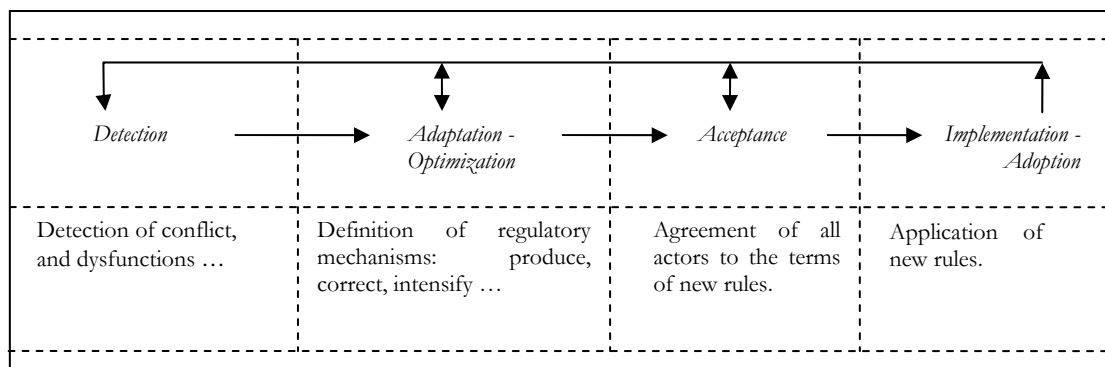 Detection
Adaptation -
Optimization
Acceptance
Implementation -
Adoption
Detection of conflict,
and dysfunctions …
Definition of regulatory
mechanisms: produce,
correct, intensify …
Agreement of all
actors to the terms
of new rules.
Application of
new rules.